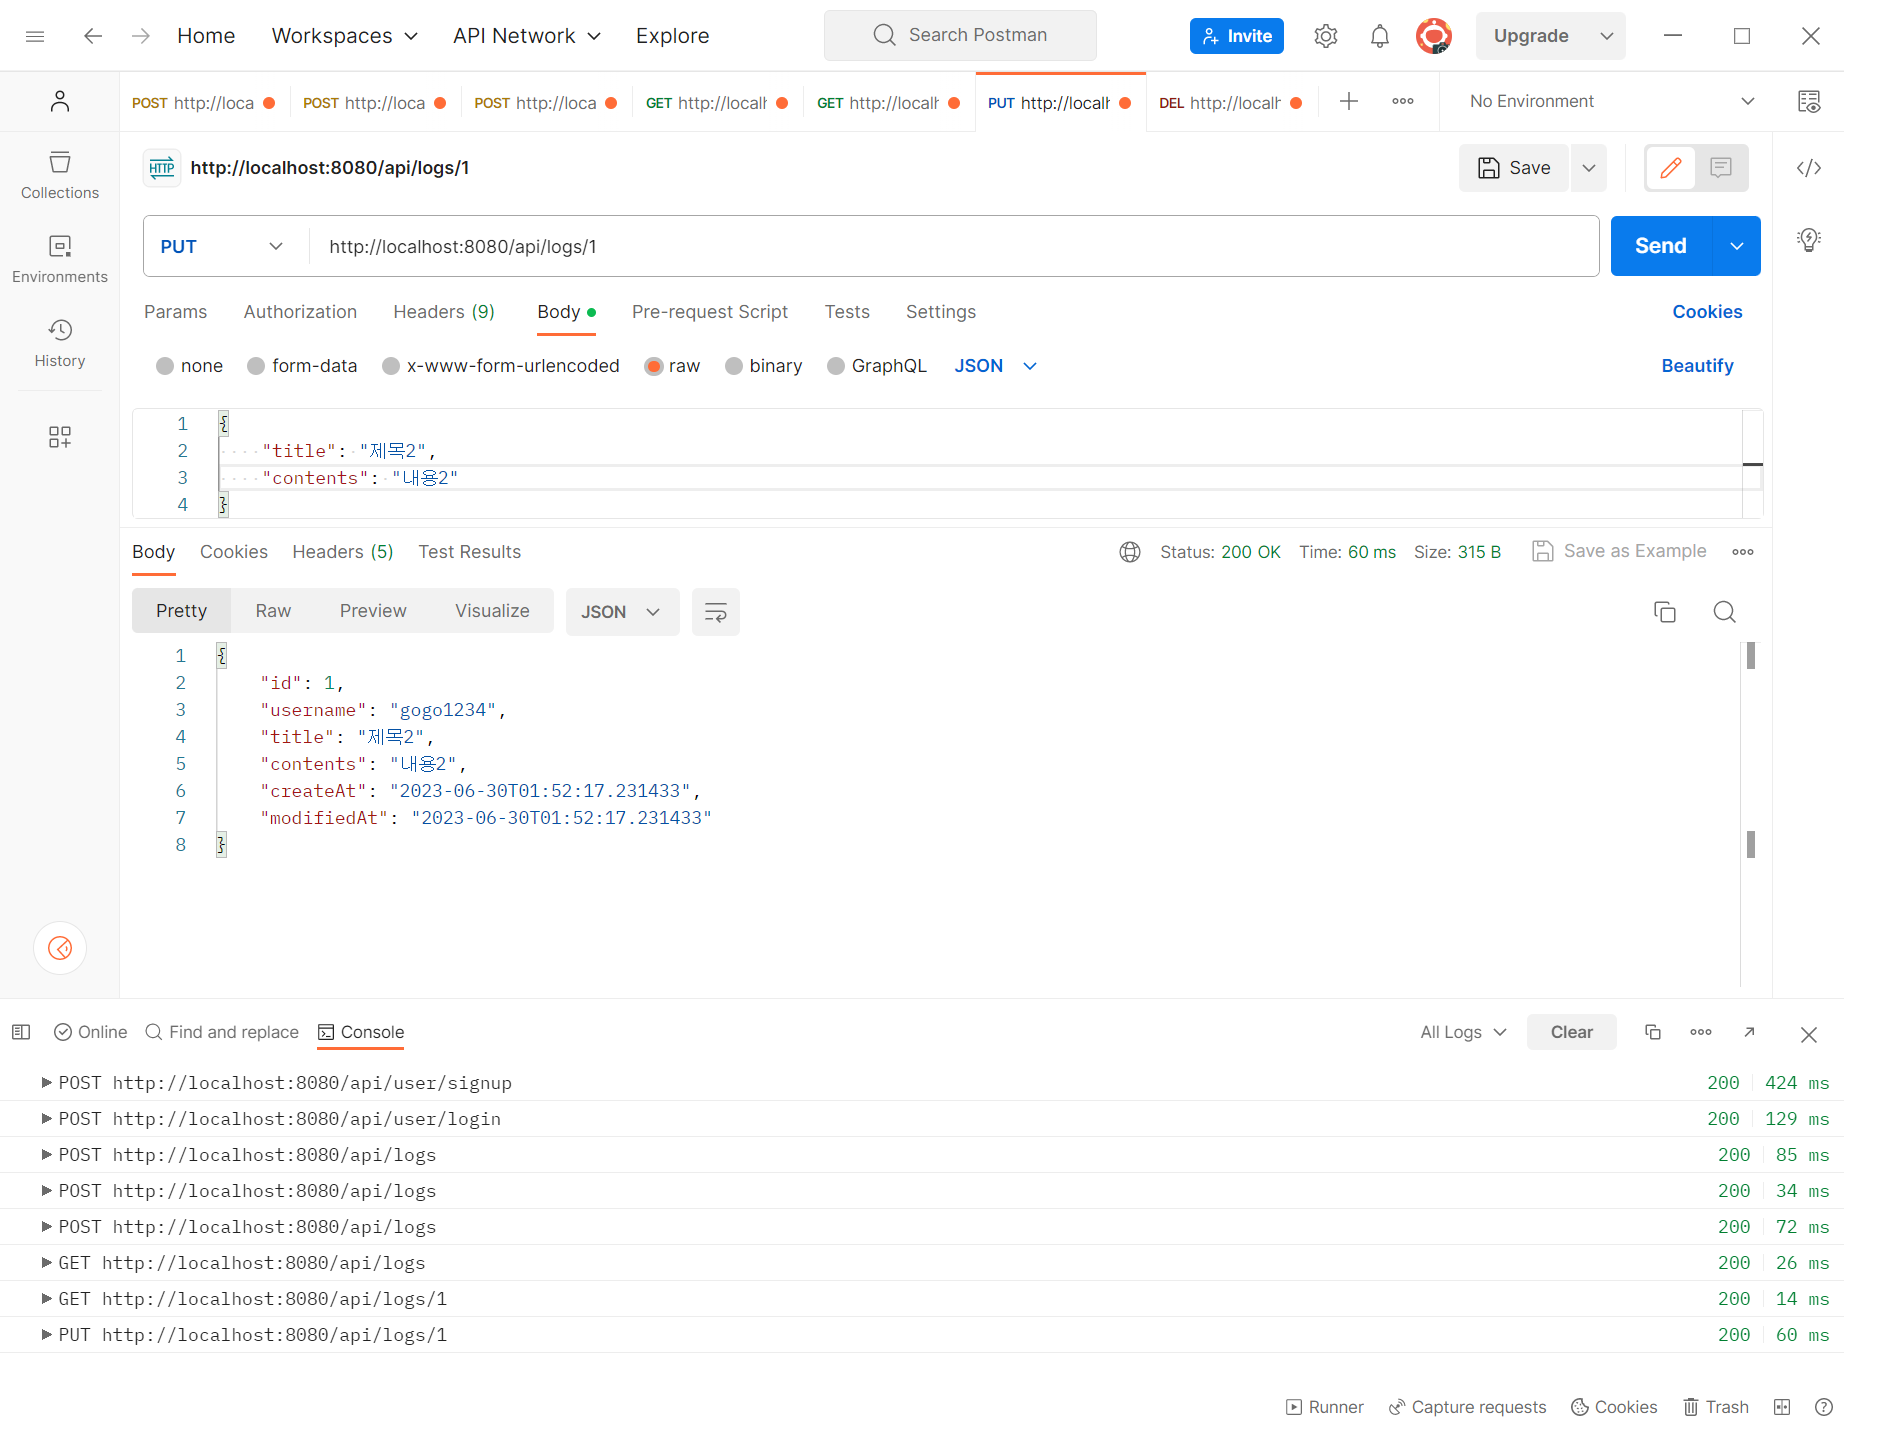 Home Workspaces API Network Explore Search Postman Invite Upgrade
POST http://loca POST http://loca POST http://loca GET http://localh GET http://localh PUT http://localh DEL http://localh No Environment
HTTP http://localhost:8080/api/logs/1 Save
Collections
Environments
History
PUT http://localhost:8080/api/logs/1 Send
Params Authorization Headers (9) Body Pre-request Script Tests Settings Cookies
none form-data x-www-form-urlencoded raw binary GraphQL JSON Beautify
1 {
2 "title": "제목2",
3 "contents": "내용2"
4 }
Body Cookies Headers (5) Test Results Status: 200 OK Time: 60 ms Size: 315 B Save as Example
Pretty Raw Preview Visualize JSON
1 {
2 "id": 1,
3 "username": "gogo1234",
4 "title": "제목2",
5 "contents": "내용2",
6 "createAt": "2023-06-30T01:52:17.231433",
7 "modifiedAt": "2023-06-30T01:52:17.231433"
8 }
Online Find and replace Console All Logs Clear
POST http://localhost:8080/api/user/signup 200 424 ms
POST http://localhost:8080/api/user/login 200 129 ms
POST http://localhost:8080/api/logs 200 85 ms
POST http://localhost:8080/api/logs 200 34 ms
POST http://localhost:8080/api/logs 200 72 ms
GET http://localhost:8080/api/logs 200 26 ms
GET http://localhost:8080/api/logs/1 200 14 ms
PUT http://localhost:8080/api/logs/1 200 60 ms
Runner Capture requests Cookies Trash